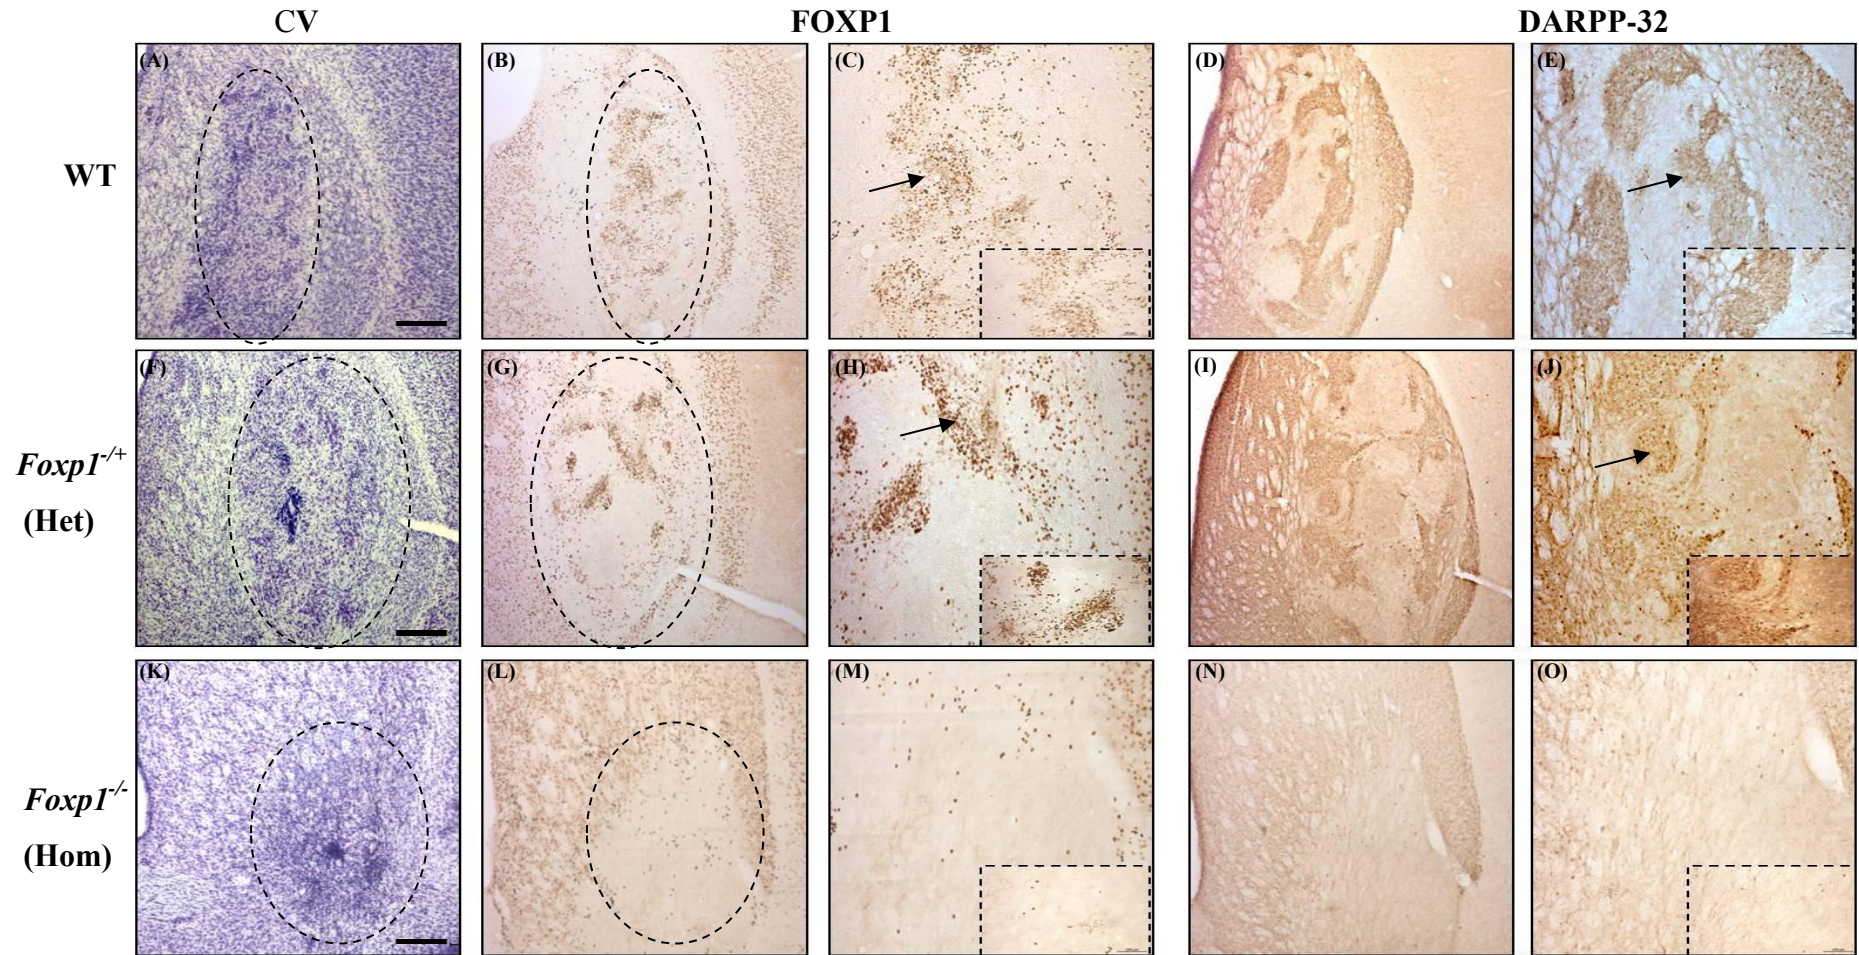 CV FOXP1 DARPP-32
WT
(A) (B) (C) (D) (E)
Foxp1-/+
(Het)
(F) (G) (H) (I) (J)
Foxp1-/-
(Hom)
(K) (L) (M) (N) (O)